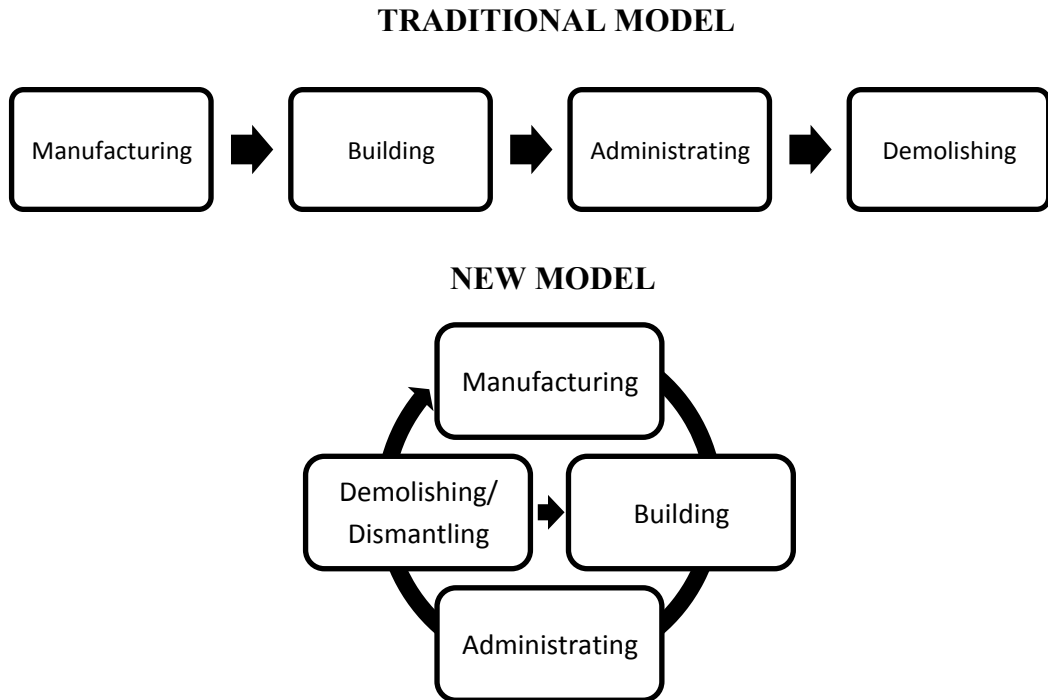 TRADITIONAL MODEL
Manufacturing
Building
Administrating
Demolishing
NEW MODEL
Manufacturing
Demolishing/
Dismantling
Building
Administrating